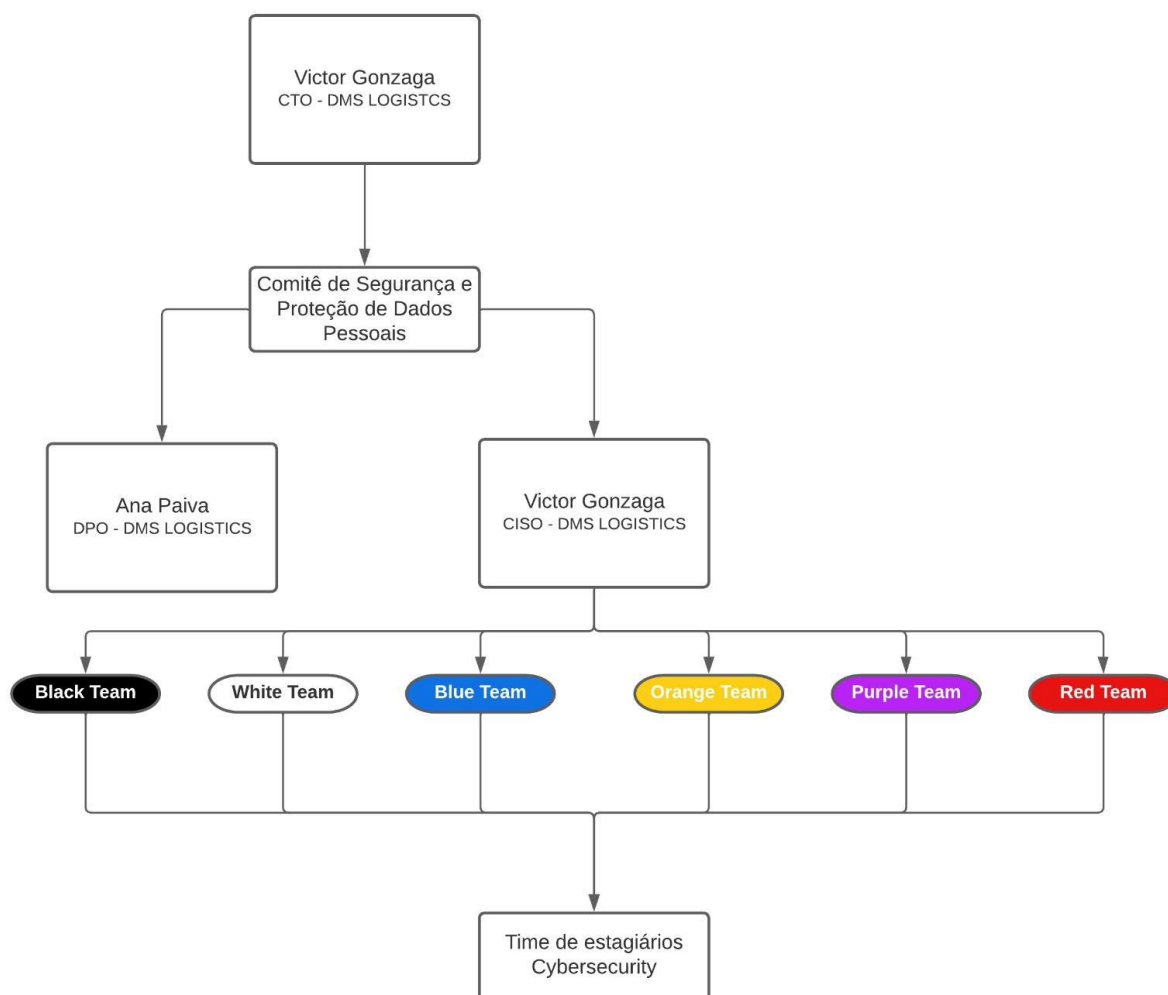 Victor Gonzaga
CTO - DMS LOGISTCS
Comitê de Segurança e
Proteção de Dados
Pessoais
Ana Paiva
DPO - DMS LOGISTICS
Victor Gonzaga
CISO - DMS LOGISTICS
Black Team
White Team
Blue Team
Orange Team
Purple Team
Red Team
Time de estagiários
Cybersecurity